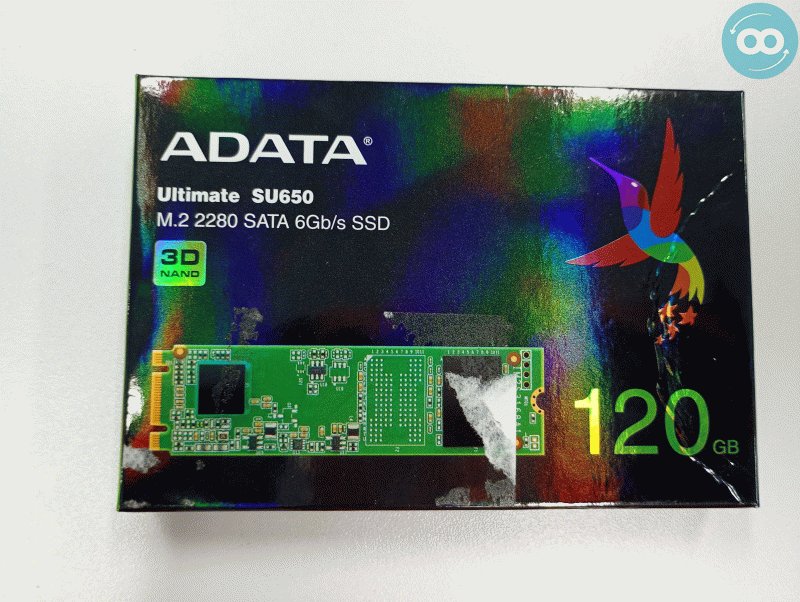 ADATA®
Ultimate SU650
M.2 2280 SATA 6Gb/s SSD
3D
NAND
120GB